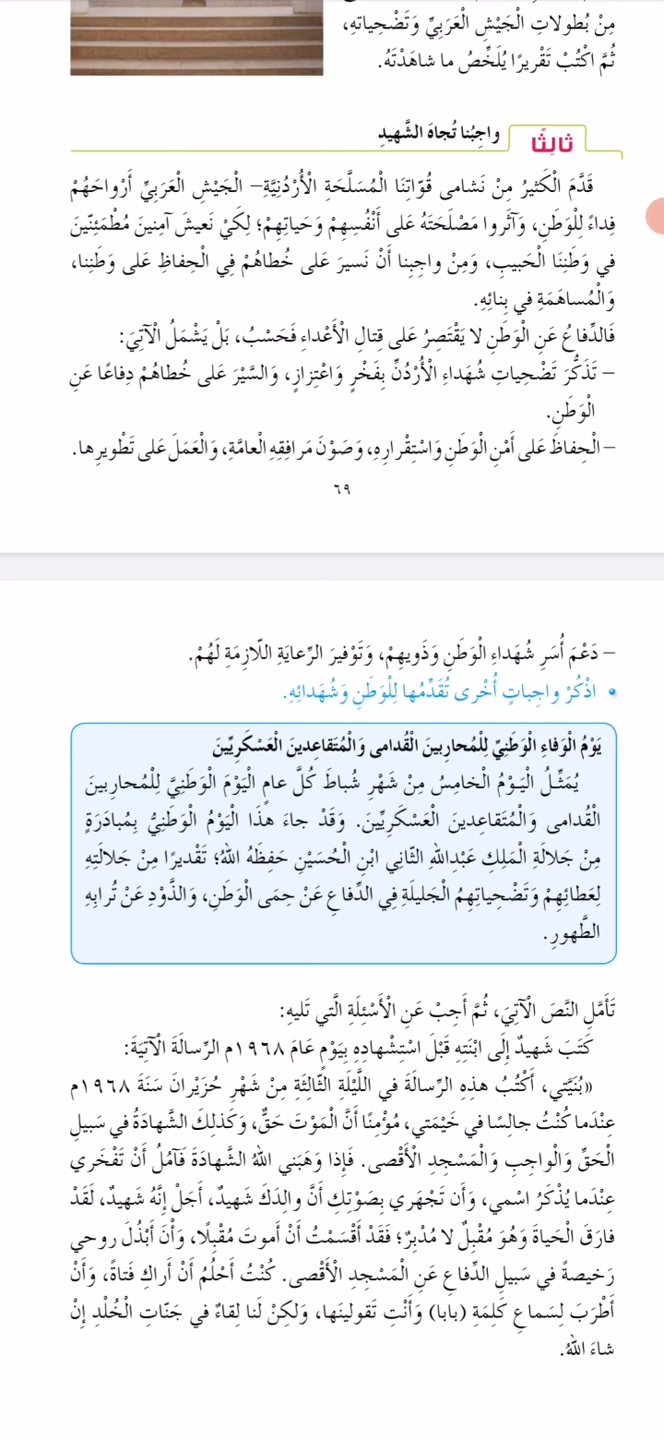 مِنْ بُطولاتِ الْجَيْشِ الْعَرَبِيِّ وَتَضْحِياتِهِ،
ثُمَّ اكْتُبْ تَقْريرًا يُلَخِّصُ ما شاهَدْتَهُ.
ثالِثًا
واجِبُنا تُجاهَ الشَّهيدِ
قَدَّمَ الْكَثيرُ مِنْ نَشامى قُوّاتِنَا الْمُسَلَّحَةِ الْأُرْدُنِيَّةِ– الْجَيْشِ الْعَرَبِيِّ أَرْواحَهُمْ
فِداءً لِلْوَطَنِ، وَآثَروا مَصْلَحَتَهُ عَلى أَنْفُسِهِمْ وَحَياتِهِمْ؛ لِكَيْ نَعيشَ آمِنينَ مُطْمَئِنّينَ
في وَطَنِنَا الْحَبيبِ، وَمِنْ واجِبِنا أَنْ نَسيرَ عَلى خُطاهُمْ فِي الْحِفاظِ عَلى وَطَنِنا،
وَالْمُساهَمَةِ في بِنائِهِ.
فَالدِّفاعُ عَنِ الْوَطَنِ لا يَقْتَصِرُ عَلى قِتالِ الْأَعْداءِ فَحَسْبُ، بَلْ يَشْمَلُ الْآتِيَ:
– تَذَكُّرَ تَضْحِياتِ شُهَداءِ الْأُرْدُنِّ بِفَخْرٍ وَاعْتِزازٍ، وَالسَّيْرَ عَلى خُطاهُمْ دِفاعًا عَنِ
الْوَطَنِ.
– الْحِفاظَ عَلى أَمْنِ الْوَطَنِ وَاسْتِقْرارِهِ، وَصَوْنَ مَرافِقِهِ الْعامَّةِ، وَالْعَمَلَ عَلى تَطْويرِها.
٦٩
– دَعْمَ أُسَرِ شُهَداءِ الْوَطَنِ وَذَويهِمْ، وَتَوْفيرَ الرِّعايَةِ اللّازِمَةِ لَهُمْ.
• اذْكُرْ واجِباتٍ أُخْرى تُقَدِّمُها لِلْوَطَنِ وَشُهَدائِهِ.
يَوْمُ الْوَفاءِ الْوَطَنِيُّ لِلْمُحارِبينَ الْقُدامى وَالْمُتَقاعِدينَ الْعَسْكَرِيّينَ
يُمَثِّلُ الْيَوْمُ الْخامِسُ مِنْ شَهْرِ شُباطَ كُلَّ عامٍ الْيَوْمَ الْوَطَنِيَّ لِلْمُحارِبينَ
الْقُدامى وَالْمُتَقاعِدينَ الْعَسْكَرِيّينَ. وَقَدْ جاءَ هذَا الْيَوْمُ الْوَطَنِيُّ بِمُبادَرَةٍ
مِنْ جَلالَةِ الْمَلِكِ عَبْدِاللهِ الثّاني ابْنِ الْحُسَيْنِ حَفِظَهُ اللهُ؛ تَقْديرًا مِنْ جَلالَتِهِ
لِعَطائِهِمْ وَتَضْحِياتِهِمُ الْجَليلَةِ فِي الدِّفاعِ عَنْ حِمَى الْوَطَنِ، وَالذَّوْدِ عَنْ تُرابِهِ
الطَّهورِ.
تَأَمَّلِ النَّصَّ الْآتِيَ، ثُمَّ أَجِبْ عَنِ الْأَسْئِلَةِ الَّتي تَليهِ:
كَتَبَ شَهيدٌ إِلَى ابْنَتِهِ قَبْلَ اسْتِشْهادِهِ بِيَوْمٍ عامَ ١٩٦٨م الرِّسالَةَ الْآتِيَةَ:
«بُنَيَّتي، أَكْتُبُ هذِهِ الرِّسالَةَ فِي اللَّيْلَةِ الثّالِثَةِ مِنْ شَهْرِ حُزَيْرانَ سَنَةَ ١٩٦٨م
عِنْدَما كُنْتُ جالِسًا في خَيْمَتي، مُؤْمِنًا أَنَّ الْمَوْتَ حَقٌّ، وَكَذلِكَ الشَّهادَةُ في سَبيلِ
الْحَقِّ وَالْواجِبِ وَالْمَسْجِدِ الْأَقْصى. فَإِذا وَهَبَنِي اللهُ الشَّهادَةَ فَآمُلُ أَنْ تَفْخَري
عِنْدَما يُذْكَرُ اسْمي، وَأَنْ تَجْهَري بِصَوْتِكِ أَنَّ والِدَكَ شَهيدٌ، أَجَلْ إِنَّهُ شَهيدٌ، لَقَدْ
فارَقَ الْحَياةَ وَهُوَ مُقْبِلٌ لا مُدْبِرٌ؛ فَقَدْ أَقْسَمْتُ أَنْ أَموتَ مُقْبِلًا، وَأَنْ أَبْذُلَ روحي
رَخيصةً في سَبيلِ الدِّفاعِ عَنِ الْمَسْجِدِ الْأَقْصى. كُنْتُ أَحْلُمُ أَنْ أَراكِ فَتاةً، وَأَنْ
أَطْرَبَ لِسَماعِ كَلِمَةِ (بابا) وَأَنْتِ تَقولينَها، وَلكِنْ لَنا لِقاءٌ في جَنّاتِ الْخُلْدِ إِنْ
شاءَ اللهُ.